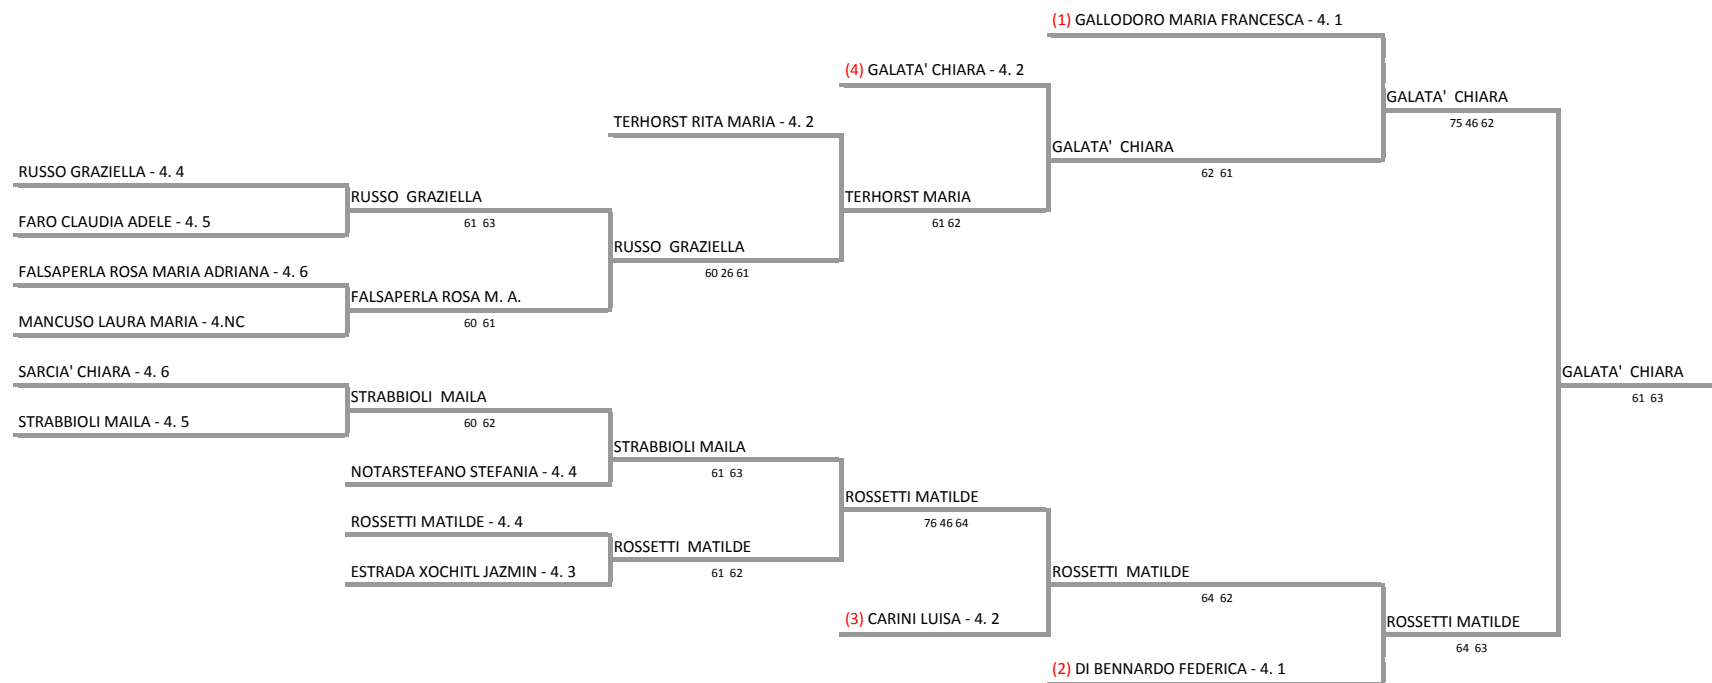 (1) GALLODORO MARIA FRANCESCA - 4. 1
(4) GALATA' CHIARA - 4. 2
GALATA'  CHIARA
75 46 62
TERHORST RITA MARIA - 4. 2
GALATA'  CHIARA
62  61
RUSSO GRAZIELLA - 4. 4
RUSSO  GRAZIELLA
61  63
TERHORST MARIA
61 62
FARO CLAUDIA ADELE - 4. 5
RUSSO  GRAZIELLA
60 26 61
FALSAPERLA ROSA MARIA ADRIANA - 4. 6
FALSAPERLA ROSA M. A.
60  61
MANCUSO LAURA MARIA - 4.NC
SARCIA' CHIARA - 4. 6
GALATA'  CHIARA
61  63
STRABBIOLI  MAILA
60  62
STRABBIOLI MAILA - 4. 5
STRABBIOLI MAILA
61  63
NOTARSTEFANO STEFANIA - 4. 4
ROSSETTI MATILDE
76 46 64
ROSSETTI MATILDE - 4. 4
ROSSETTI  MATILDE
61  62
ESTRADA XOCHITL JAZMIN - 4. 3
ROSSETTI  MATILDE
64  62
(3) CARINI LUISA - 4. 2
ROSSETTI MATILDE
64  63
(2) DI BENNARDO FEDERICA - 4. 1